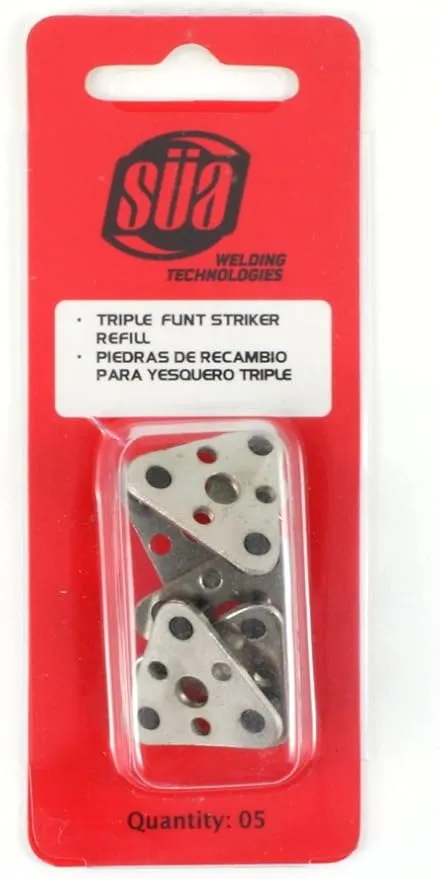 SÜA
WELDING
TECHNOLOGIES
· TRIPLE FUNT STRIKER
REFILL
· PIEDRAS DE RECAMBIO
PARA YESQUERO TRIPLE
Quantity: 05